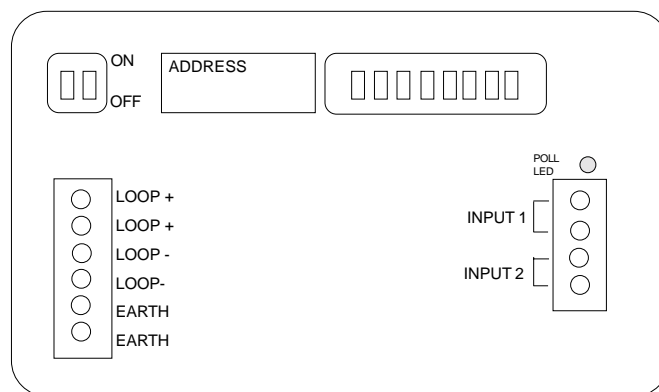 ON
OFF
ADDRESS
POLL
LED
LOOP +
LOOP +
LOOP -
LOOP-
EARTH
EARTH
INPUT 1
INPUT 2